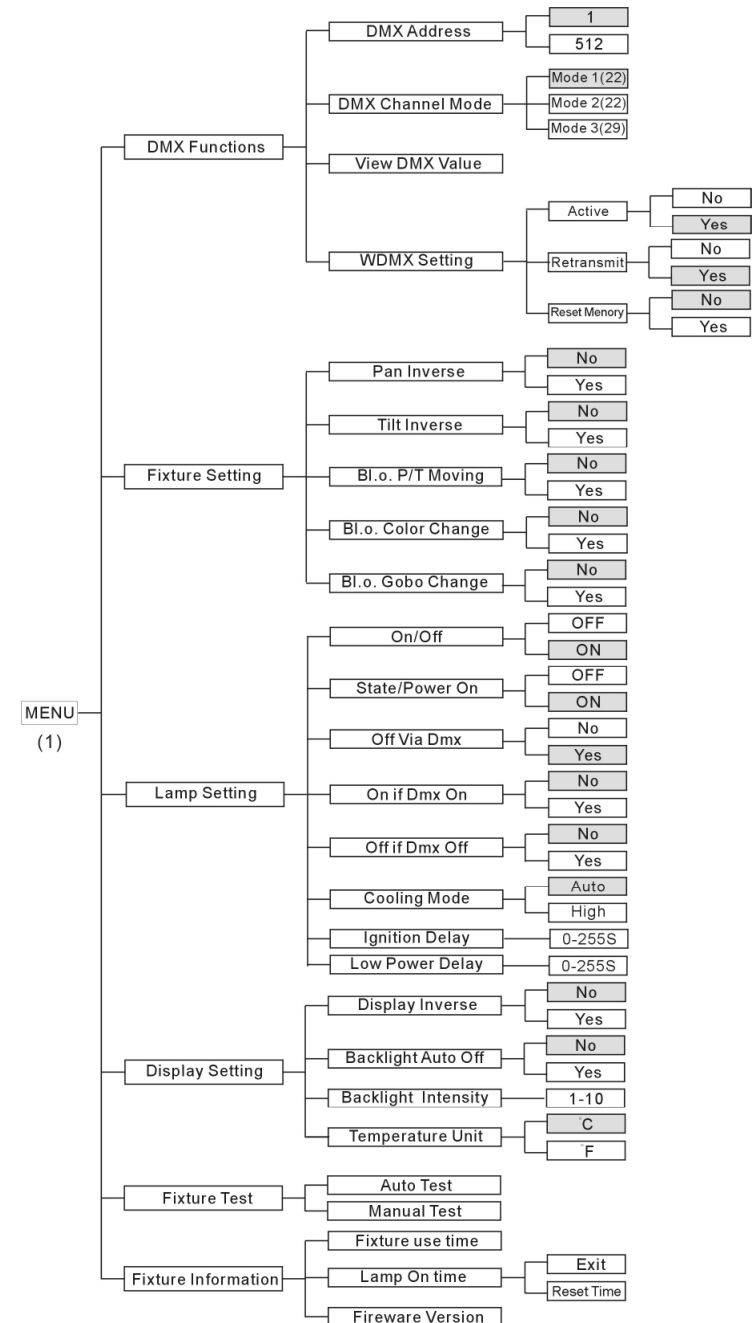 DMX Address
1
512
DMX Channel Mode
Mode 1(22)
Mode 2(22)
Mode 3(29)
DMX Functions
View DMX Value
WDMX Setting
Active
No
Yes
Retransmit
No
Yes
Reset Menory
No
Yes
Pan Inverse
No
Yes
Tilt Inverse
No
Yes
Fixture Setting
Bl.o. P/T Moving
No
Yes
Bl.o. Color Change
No
Yes
Bl.o. Gobo Change
No
Yes
On/Off
OFF
ON
State/Power On
OFF
ON
MENU
(1)
Off Via Dmx
No
Yes
Lamp Setting
On if Dmx On
No
Yes
Off if Dmx Off
No
Yes
Cooling Mode
Auto
High
Ignition Delay
0-255S
Low Power Delay
0-255S
Display Inverse
No
Yes
Display Setting
Backlight Auto Off
No
Yes
Backlight Intensity
1-10
Temperature Unit
°C
°F
Fixture Test
Auto Test
Manual Test
Fixture use time
Fixture Information
Lamp On time
Exit
Reset Time
Fireware Version